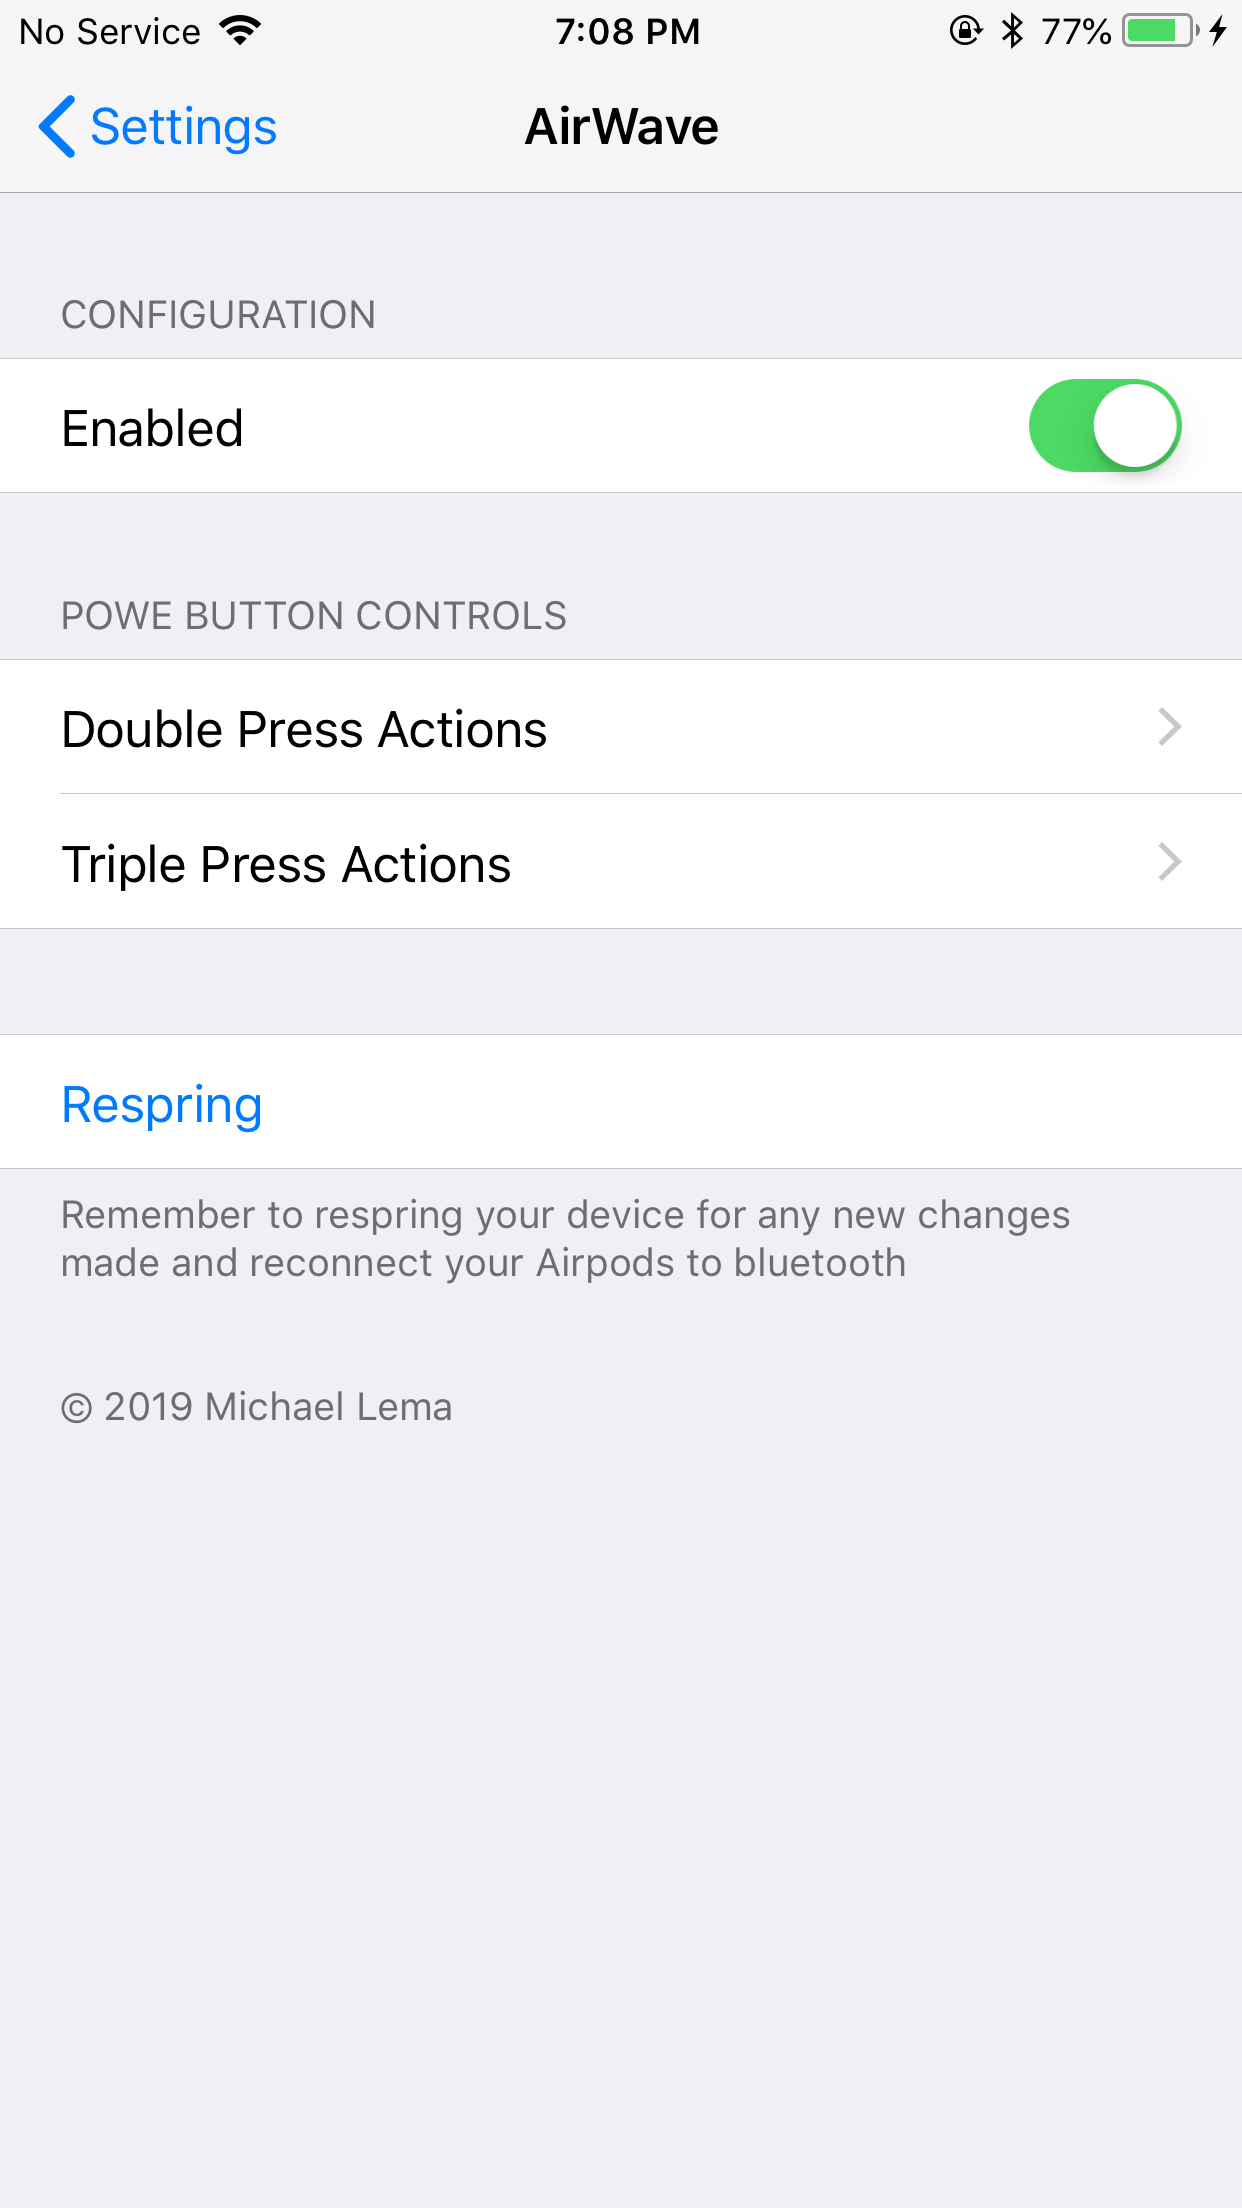 No Service 7:08 PM 77%
Settings AirWave
CONFIGURATION
Enabled
POWE BUTTON CONTROLS
Double Press Actions
Triple Press Actions
Respring
Remember to respring your device for any new changes
made and reconnect your Airpods to bluetooth
© 2019 Michael Lema